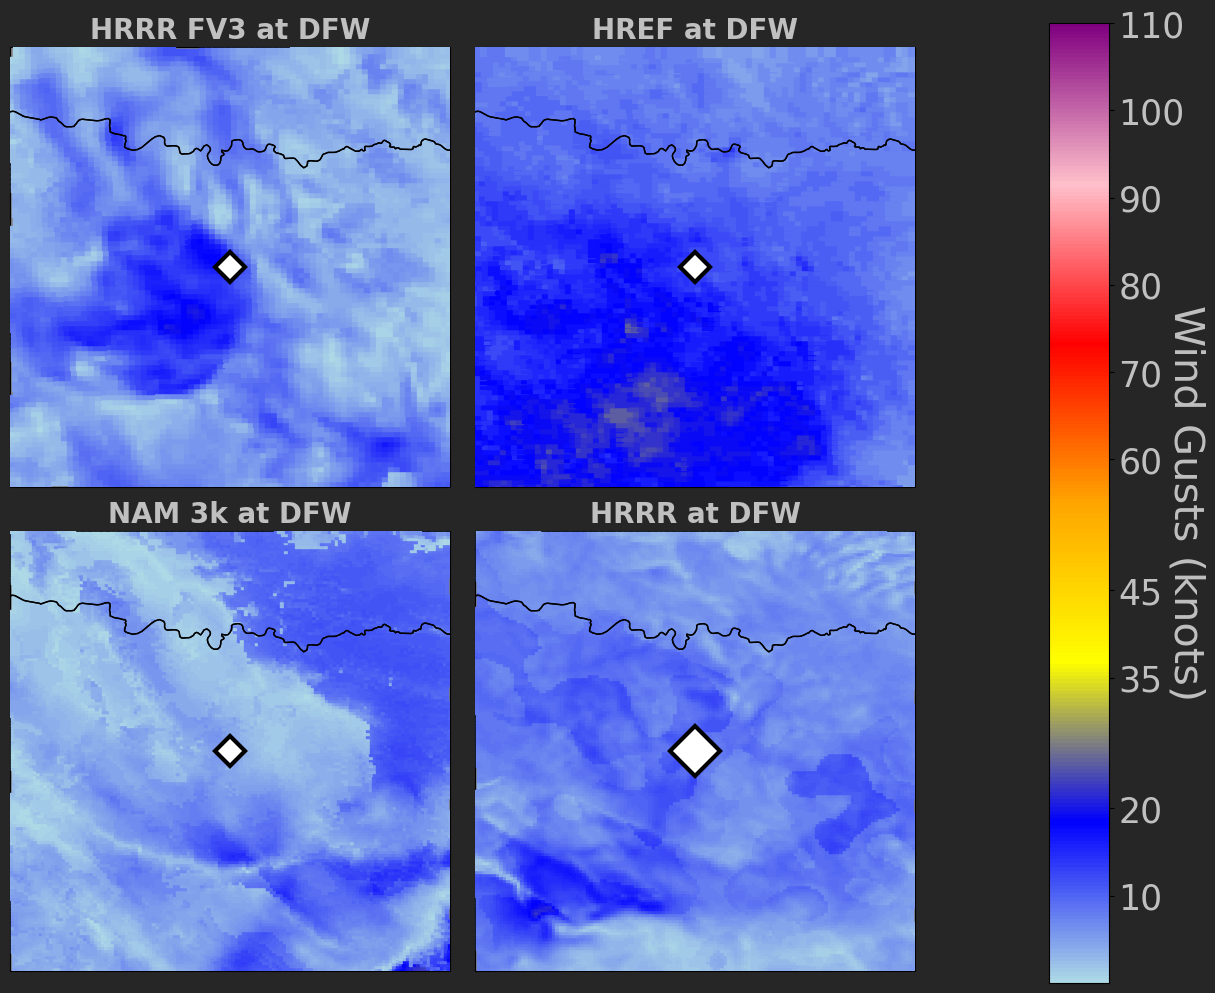 HRRR FV3 at DFW
HREF at DFW
NAM 3k at DFW
HRRR at DFW
110
100
90
80
70
60
45
35
20
10
Wind Gusts (knots)